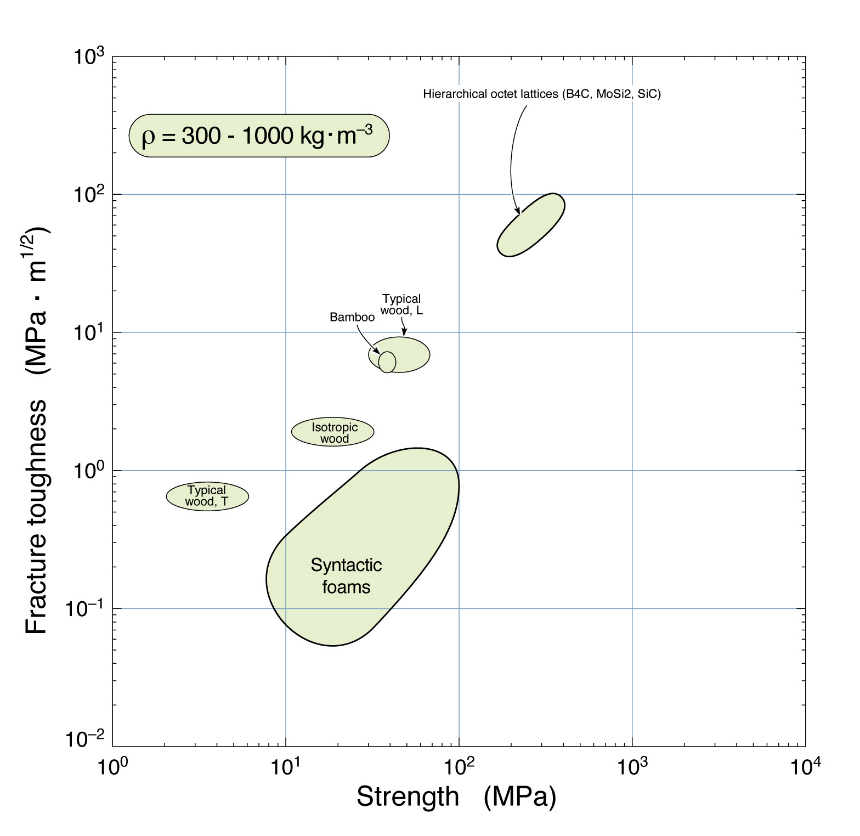 10³
Hierarchical octet lattices (B4C, MoSi2, SiC)
ρ = 300 - 1000 kg·m⁻³
10²
Typical
wood, L
Bamboo
10¹
Isotropic
wood
10⁰
Typical
wood, T
Syntactic
foams
10⁻¹
10⁻²
Fracture toughness (MPa · m¹/²)
10⁰ 10¹ 10² 10³ 10⁴
Strength (MPa)